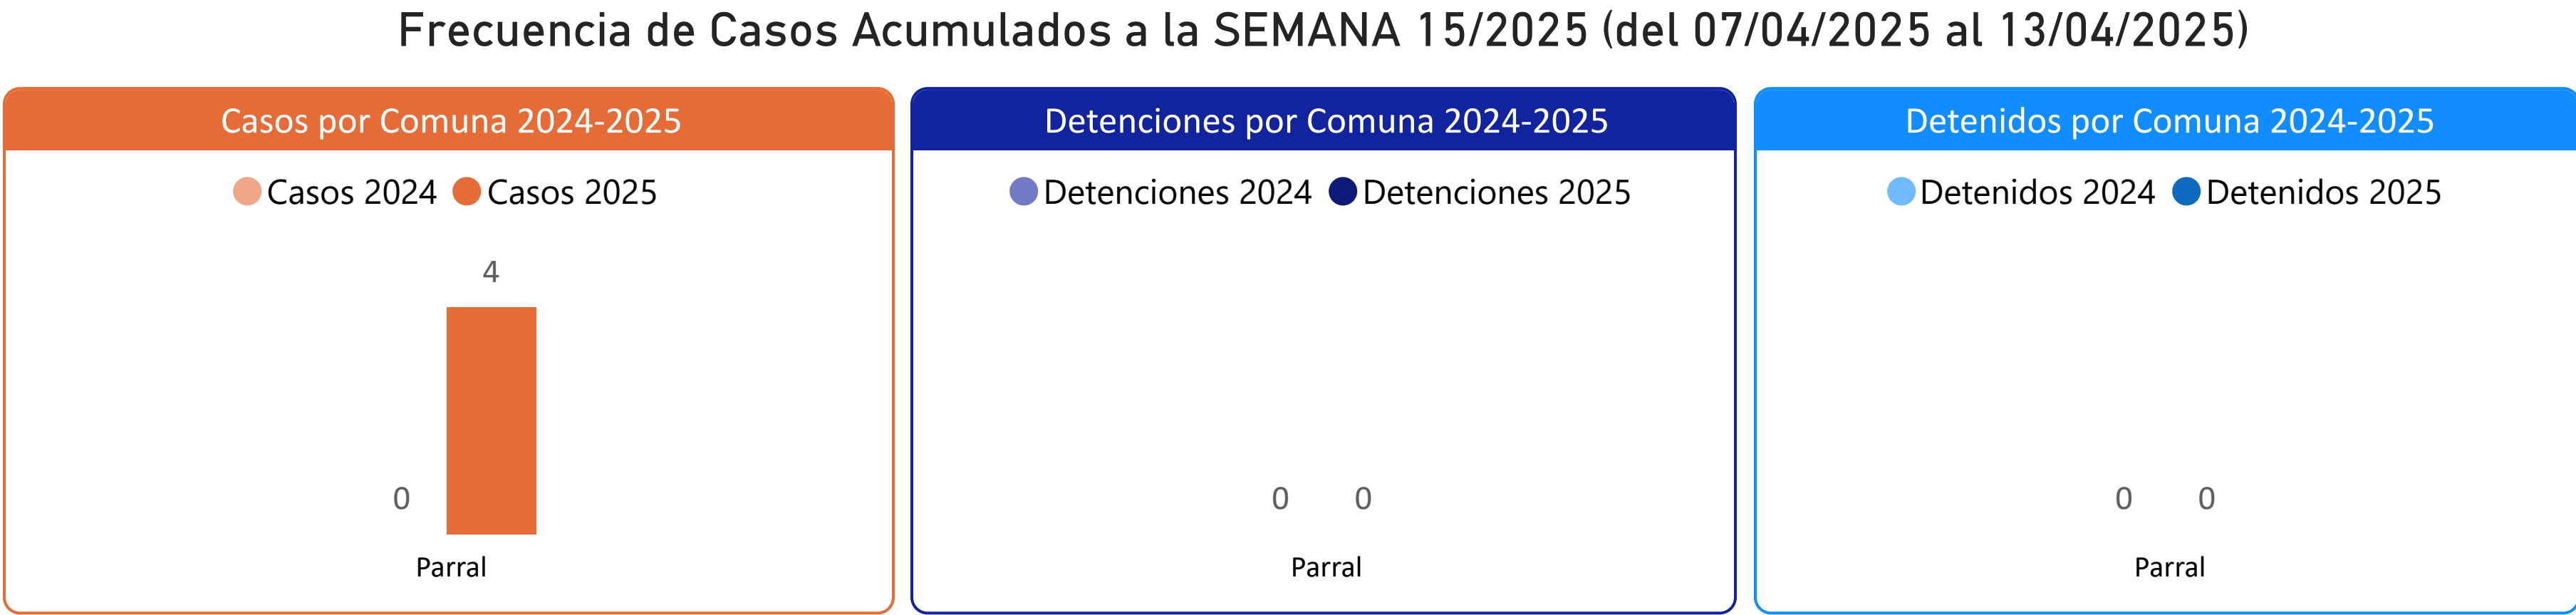 Frecuencia de Casos Acumulados a la SEMANA 15/2025 (del 07/04/2025 al 13/04/2025)
Casos por Comuna 2024-2025
Casos 2024 Casos 2025
4
0
Parral
Detenciones por Comuna 2024-2025
Detenciones 2024 Detenciones 2025
0 0
Parral
Detenidos por Comuna 2024-2025
Detenidos 2024 Detenidos 2025
0 0
Parral